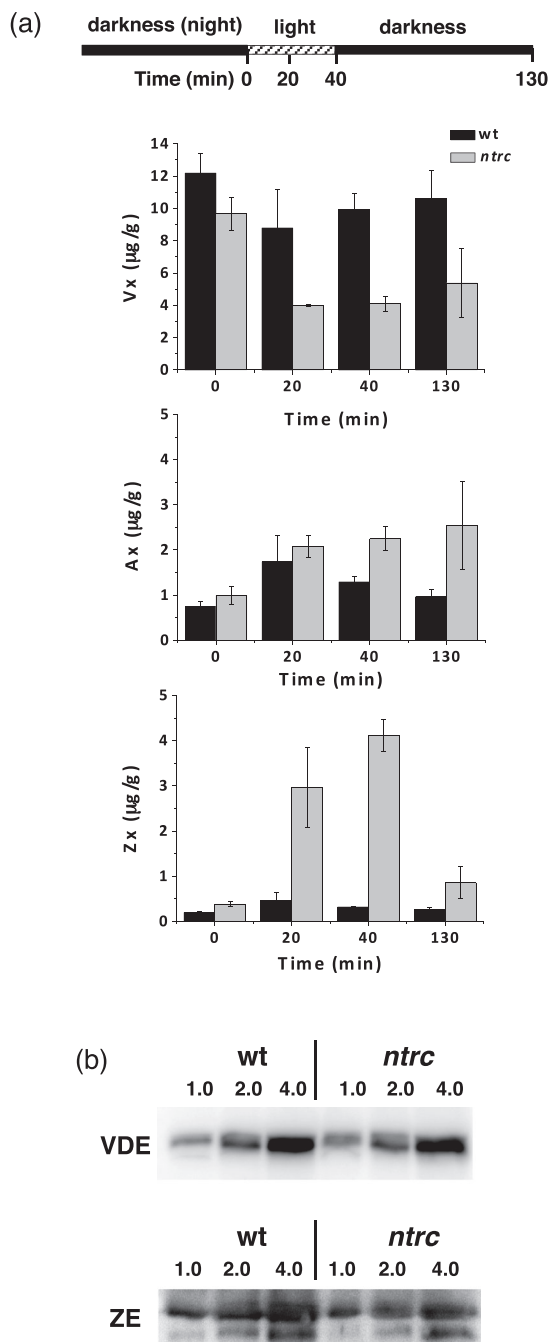 (a)
darkness (night) light darkness
Time (min) 0 20 40 130
wt
ntrc
14
12
10
8
6
4
2
0
Vx (µg/g)
0 20 40 130
Time (min)
5
4
3
2
1
0
Ax (µg/g)
0 20 40 130
Time (min)
5
4
3
2
1
0
Zx (µg/g)
0 20 40 130
Time (min)
(b)
wt ntrc
1.0 2.0 4.0 1.0 2.0 4.0
VDE
wt ntrc
1.0 2.0 4.0 1.0 2.0 4.0
ZE